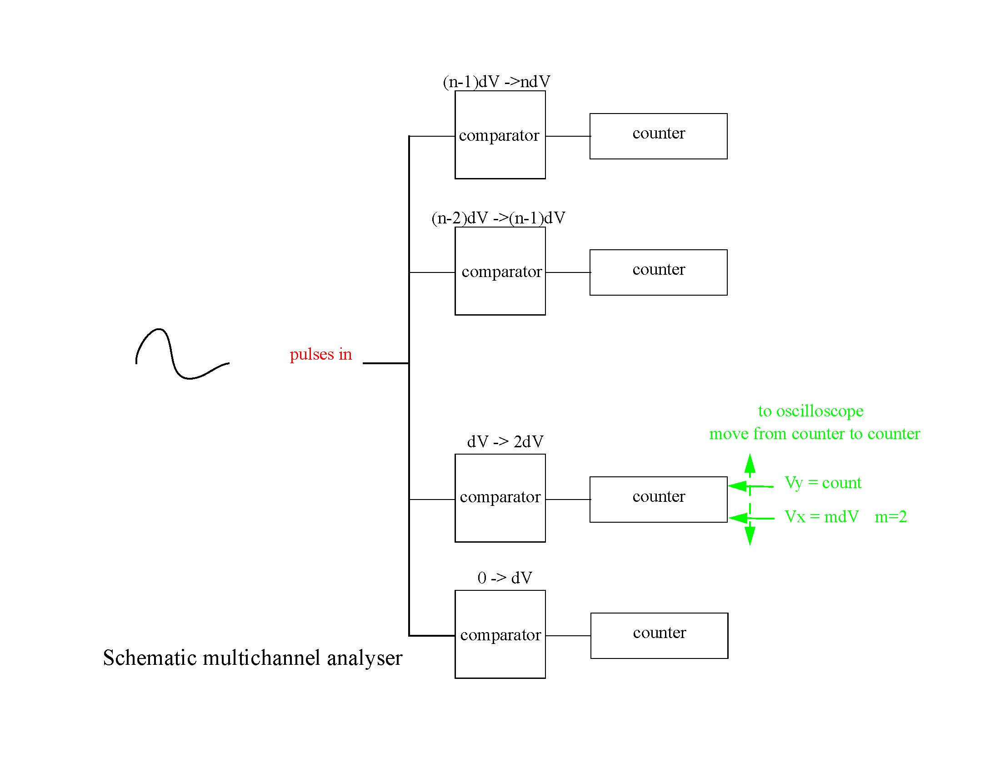 (n-1)dV ->ndV
comparator
counter
(n-2)dV ->(n-1)dV
comparator
counter
pulses in
to oscilloscope
move from counter to counter
dV -> 2dV
comparator
counter
Vy = count
Vx = mdV m=2
0 -> dV
comparator
counter
Schematic multichannel analyser